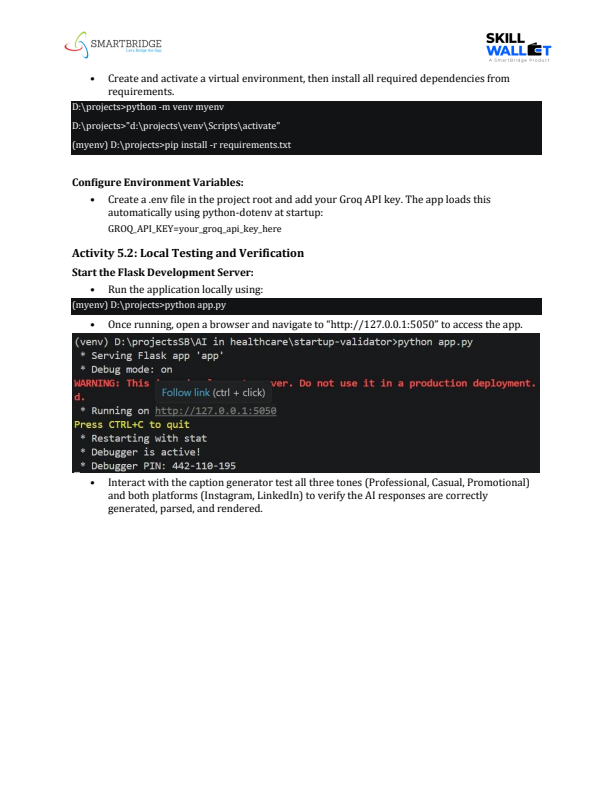 SMARTBRIDGE
Let's Bridge the Gap
SKILL
WALLET
A SmartBridge Product
• Create and activate a virtual environment, then install all required dependencies from
requirements.
D:\projects>python -m venv myenv
D:\projects>"d:\projects\venv\Scripts\activate"
(myenv) D:\projects>pip install -r requirements.txt
Configure Environment Variables:
• Create a .env file in the project root and add your Groq API key. The app loads this
automatically using python-dotenv at startup:
GROQ_API_KEY=your_groq_api_key_here
Activity 5.2: Local Testing and Verification
Start the Flask Development Server:
• Run the application locally using:
(myenv) D:\projects>python app.py
• Once running, open a browser and navigate to “http://127.0.0.1:5050” to access the app.
(venv) D:\projectsSB\AI in healthcare\startup-validator>python app.py
* Serving Flask app 'app'
* Debug mode: on
WARNING: This ver. Do not use it in a production deployment.
d.
Follow link (ctrl + click)
* Running on http://127.0.0.1:5050
Press CTRL+C to quit
* Restarting with stat
* Debugger is active!
* Debugger PIN: 442-110-195
• Interact with the caption generator test all three tones (Professional, Casual, Promotional)
and both platforms (Instagram, LinkedIn) to verify the AI responses are correctly
generated, parsed, and rendered.